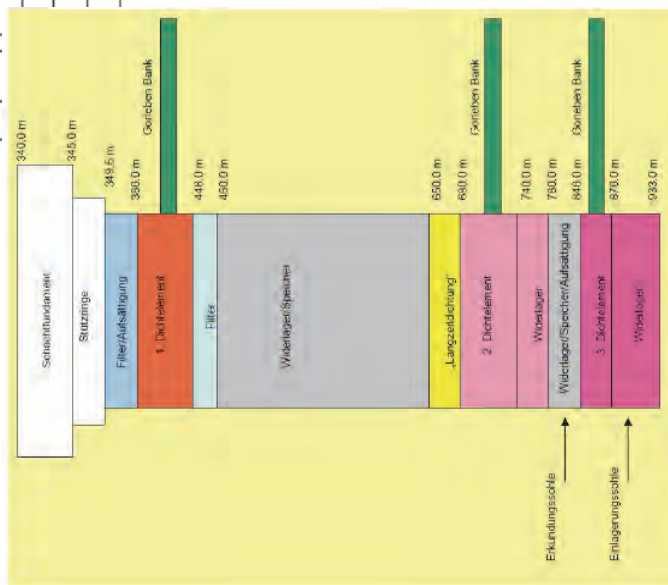 340,0 m
Schachtfundament
345,0 m
Stützringe
349,5 m
Filter/Aufsättigung
386,0 m
1. Dichtelement
Gorleben Bank
448,0 m
Filter
460,0 m
Widerlager/Speicher
650,0 m
„Langzeitdichtung"
680,0 m
2. Dichtelement
Gorleben Bank
740,0 m
Widerlager
780,0 m
Erkundungssohle
Widerlager/Speicher/Aufsättigung
846,0 m
3. Dichtelement
Gorleben Bank
876,0 m
Einlagerungssohle
Widerlager
933,0 m